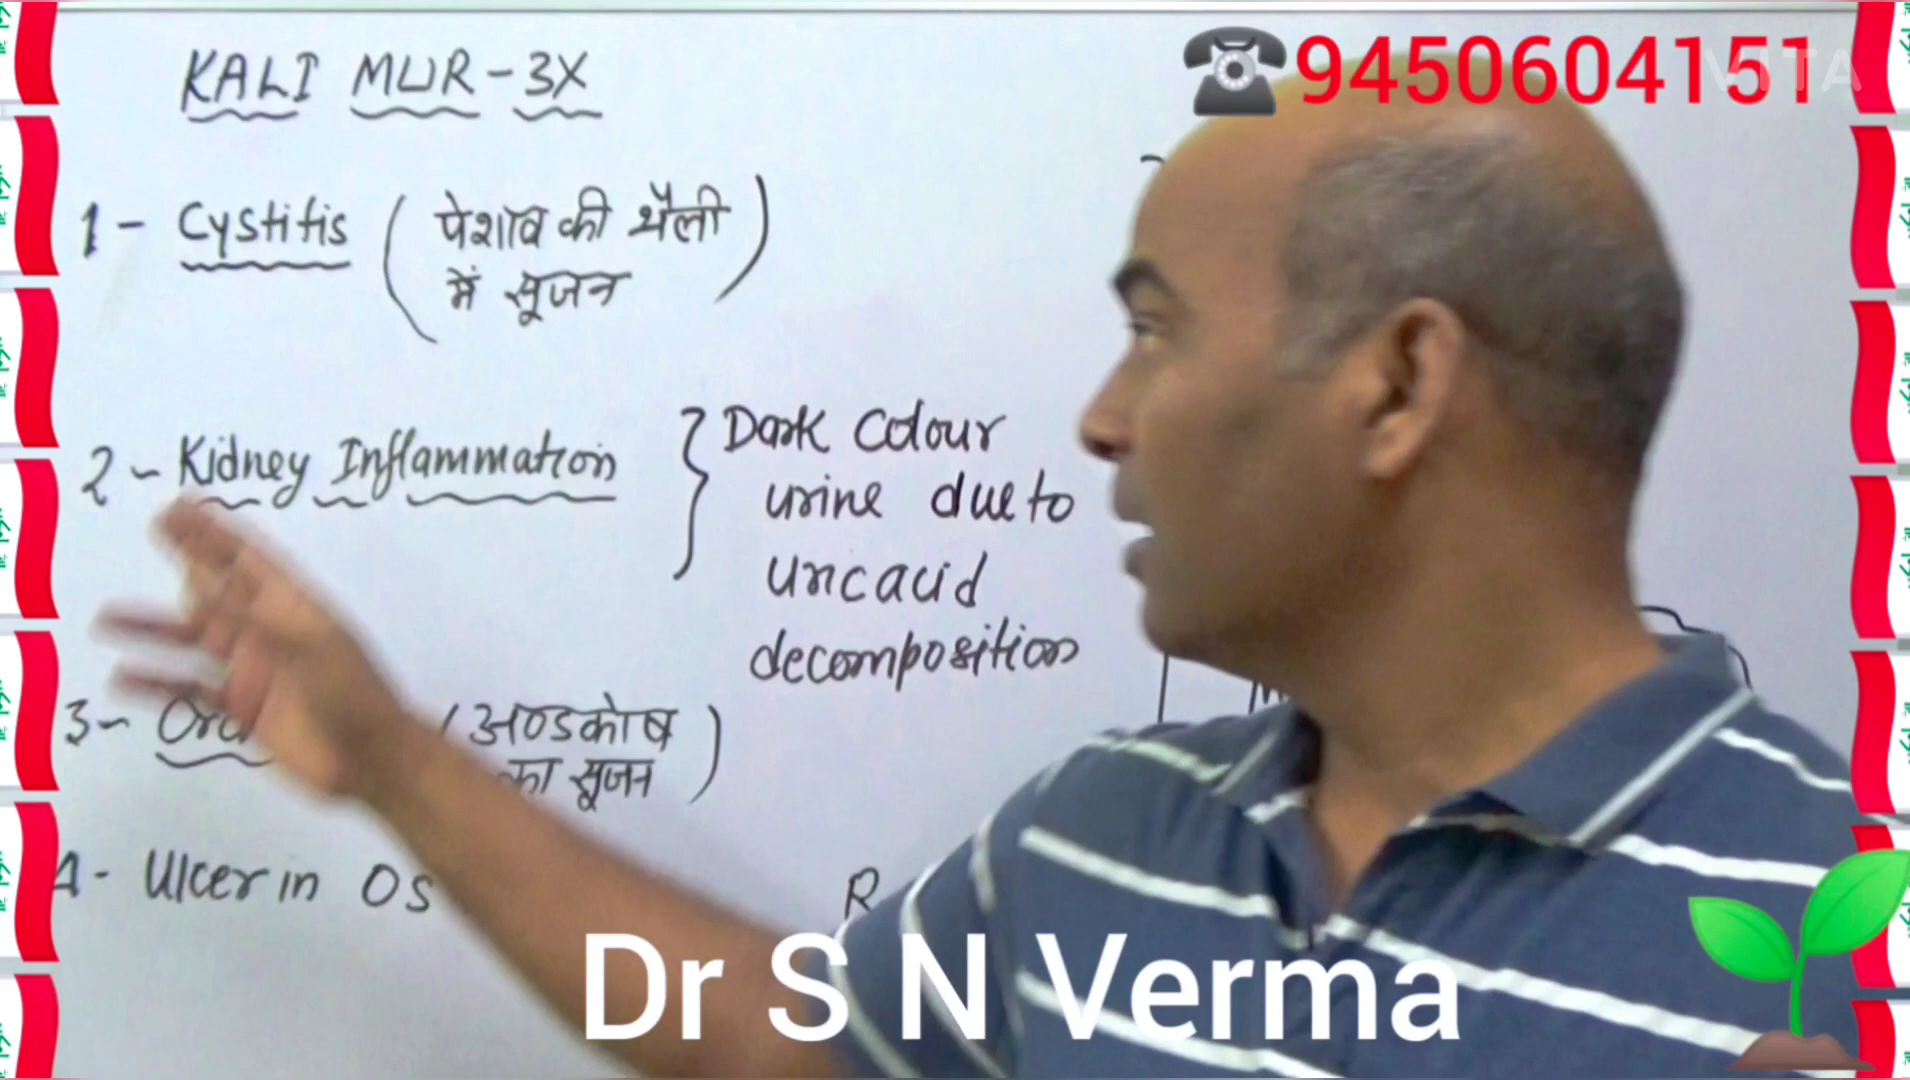 KALI MUR-3X
☎9450604151
VITA
1- Cystitis (पेशाब की थैली
में सूजन)
2- Kidney Inflammation } Dark Colour
urine due to
uric acid
decomposition
3- (अण्डकोष
का सूजन)
4- Ulcer in OS
R
Dr S N Verma